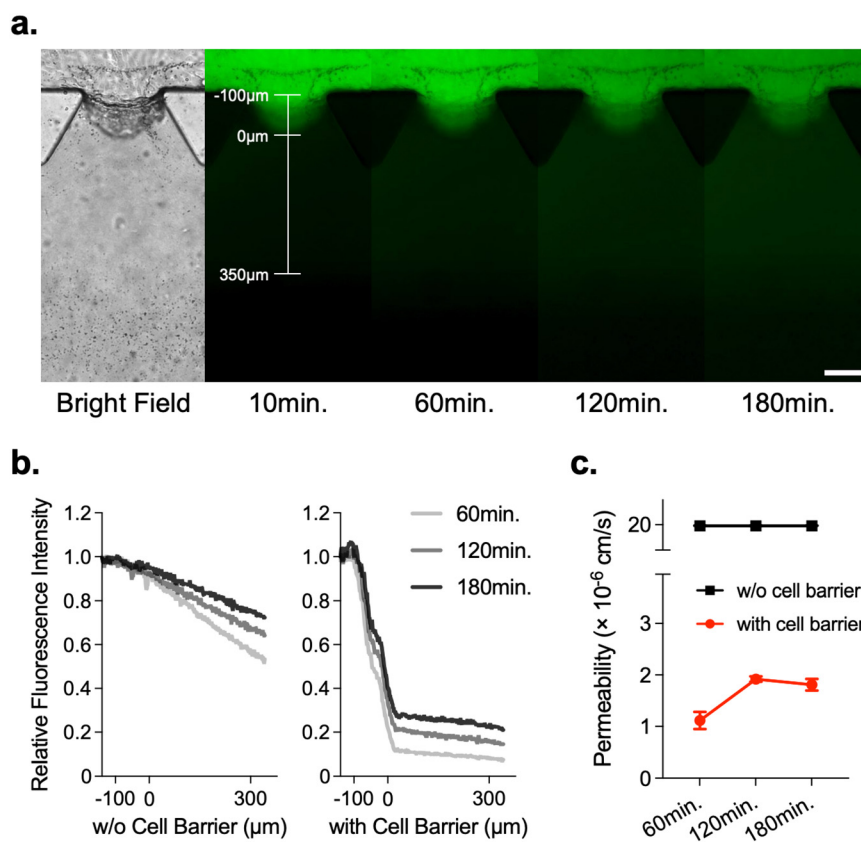 a.
-100μm
0μm
350μm
Bright Field 10min. 60min. 120min. 180min.
b.
Relative Fluorescence Intensity
1.2
1.0
0.8
0.6
0.4
0.2
0
-100 0 300
w/o Cell Barrier (μm)
1.2
1.0
0.8
0.6
0.4
0.2
0
-100 0 300
with Cell Barrier (μm)
60min.
120min.
180min.
c.
Permeability (× 10⁻⁶ cm/s)
20
3
2
1
0
w/o cell barrier
with cell barrier
60min.
120min.
180min.